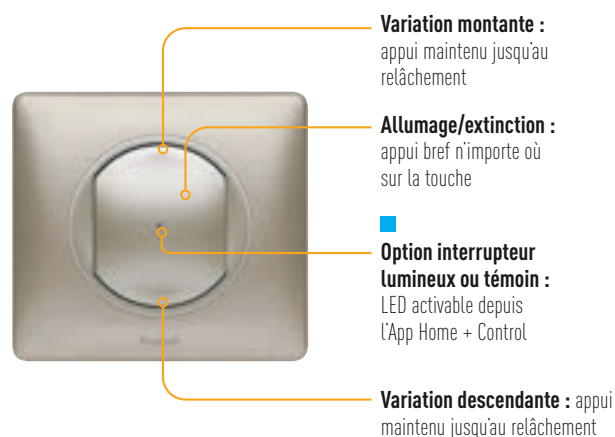 Variation montante :
appui maintenu jusqu'au
relâchement
Allumage/extinction :
appui bref n'importe où
sur la touche
Option interrupteur
lumineux ou témoin :
LED activable depuis
l'App Home + Control
Variation descendante : appui
maintenu jusqu'au relâchement